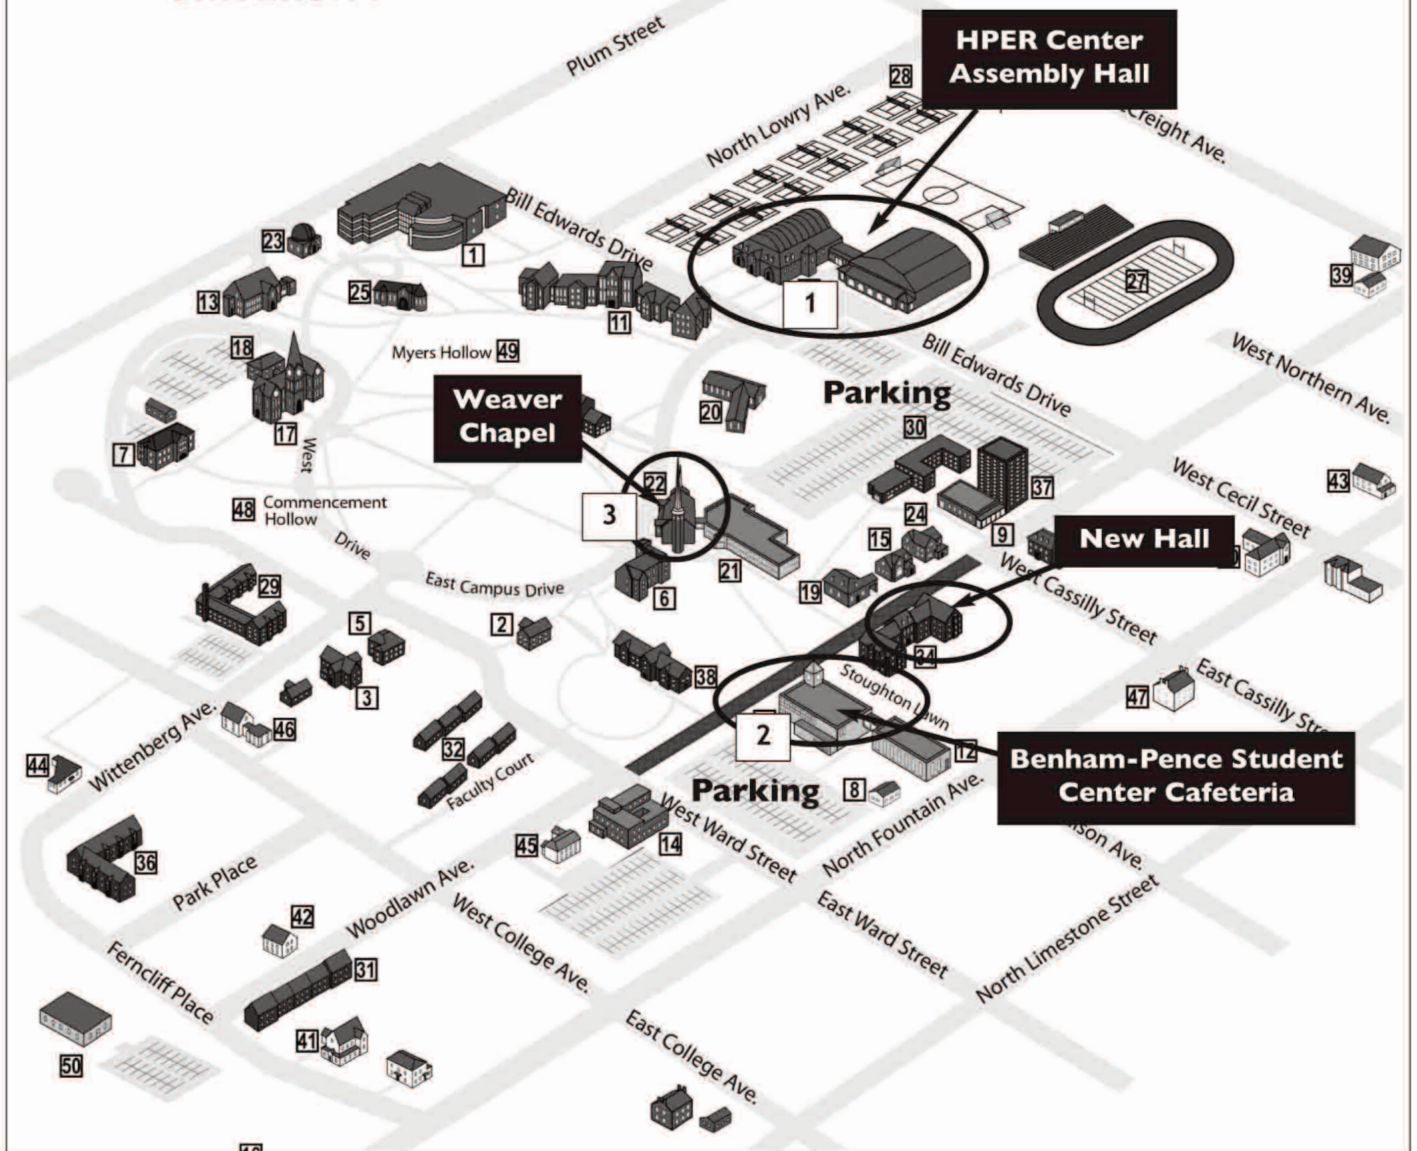 Plum Street
HPER Center
Assembly Hall
28
North Lowry Ave.
Creight Ave.
Bill Edwards Drive
23
1
13
25
11
1
27
39
18
Myers Hollow 49
Bill Edwards Drive
West Northern Ave.
Weaver
Chapel
20
Parking
30
17
7
West
22
3
48 Commencement
Hollow
Drive
37
West Cecil Street
43
24
9
15
New Hall
21
19
6
East Campus Drive
West Cassilly Street
29
5
2
34
38
3
Stoughton Lawn
East Cassilly Stre
47
46
32
2
12
44
Wittenberg Ave.
Faculty Court
Parking
8
Benham-Pence Student
Center Cafeteria
45
14
West Ward Street
North Fountain Ave.
son Ave.
36
Park Place
Woodlawn Ave.
42
West College Ave.
East Ward Street
North Limestone Street
Ferncliff Place
31
41
50
East College Ave.